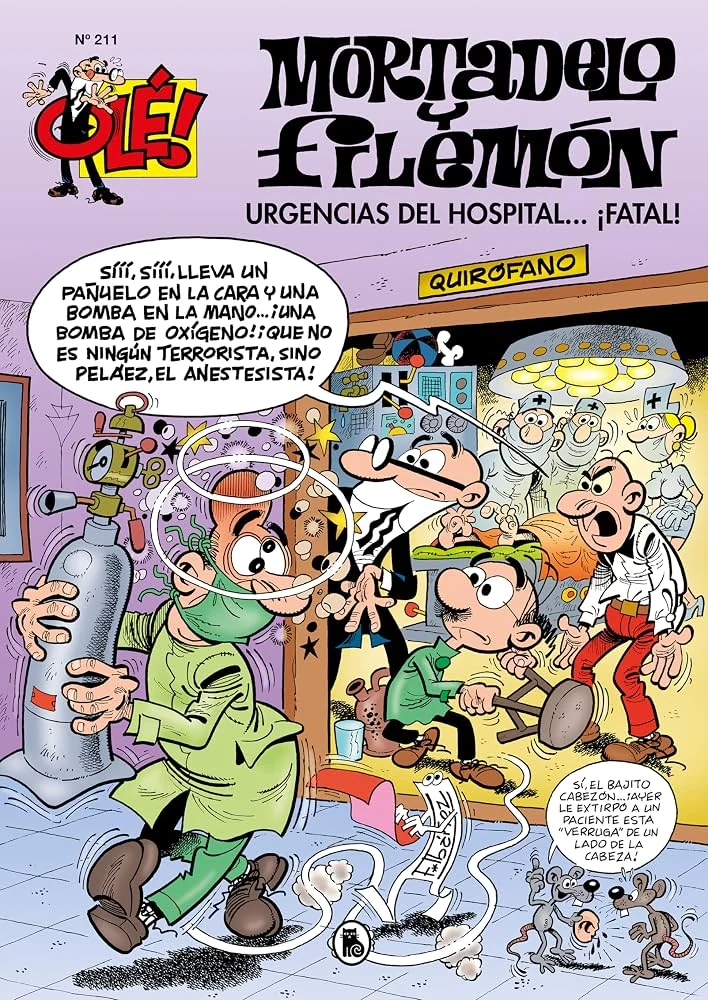 Nº 211
OLÉ!
MORTADELO
Y
FILEMÓN
URGENCIAS DEL HOSPITAL... ¡FATAL!
QUIRÓFANO
SÍÍÍ, SÍÍÍ, LLEVA UN
PAÑUELO EN LA CARA Y UNA
BOMBA EN LA MANO... ¡UNA
BOMBA DE OXÍGENO! ¡QUE NO
ES NINGÚN TERRORISTA, SINO
PELÁEZ, EL ANESTESISTA!
SÍ, EL BAJITO
CABEZÓN... ¡AYER
LE EXTIRPÓ A UN
PACIENTE ESTA
"VERRUGA" DE UN
LADO DE LA
CABEZA!